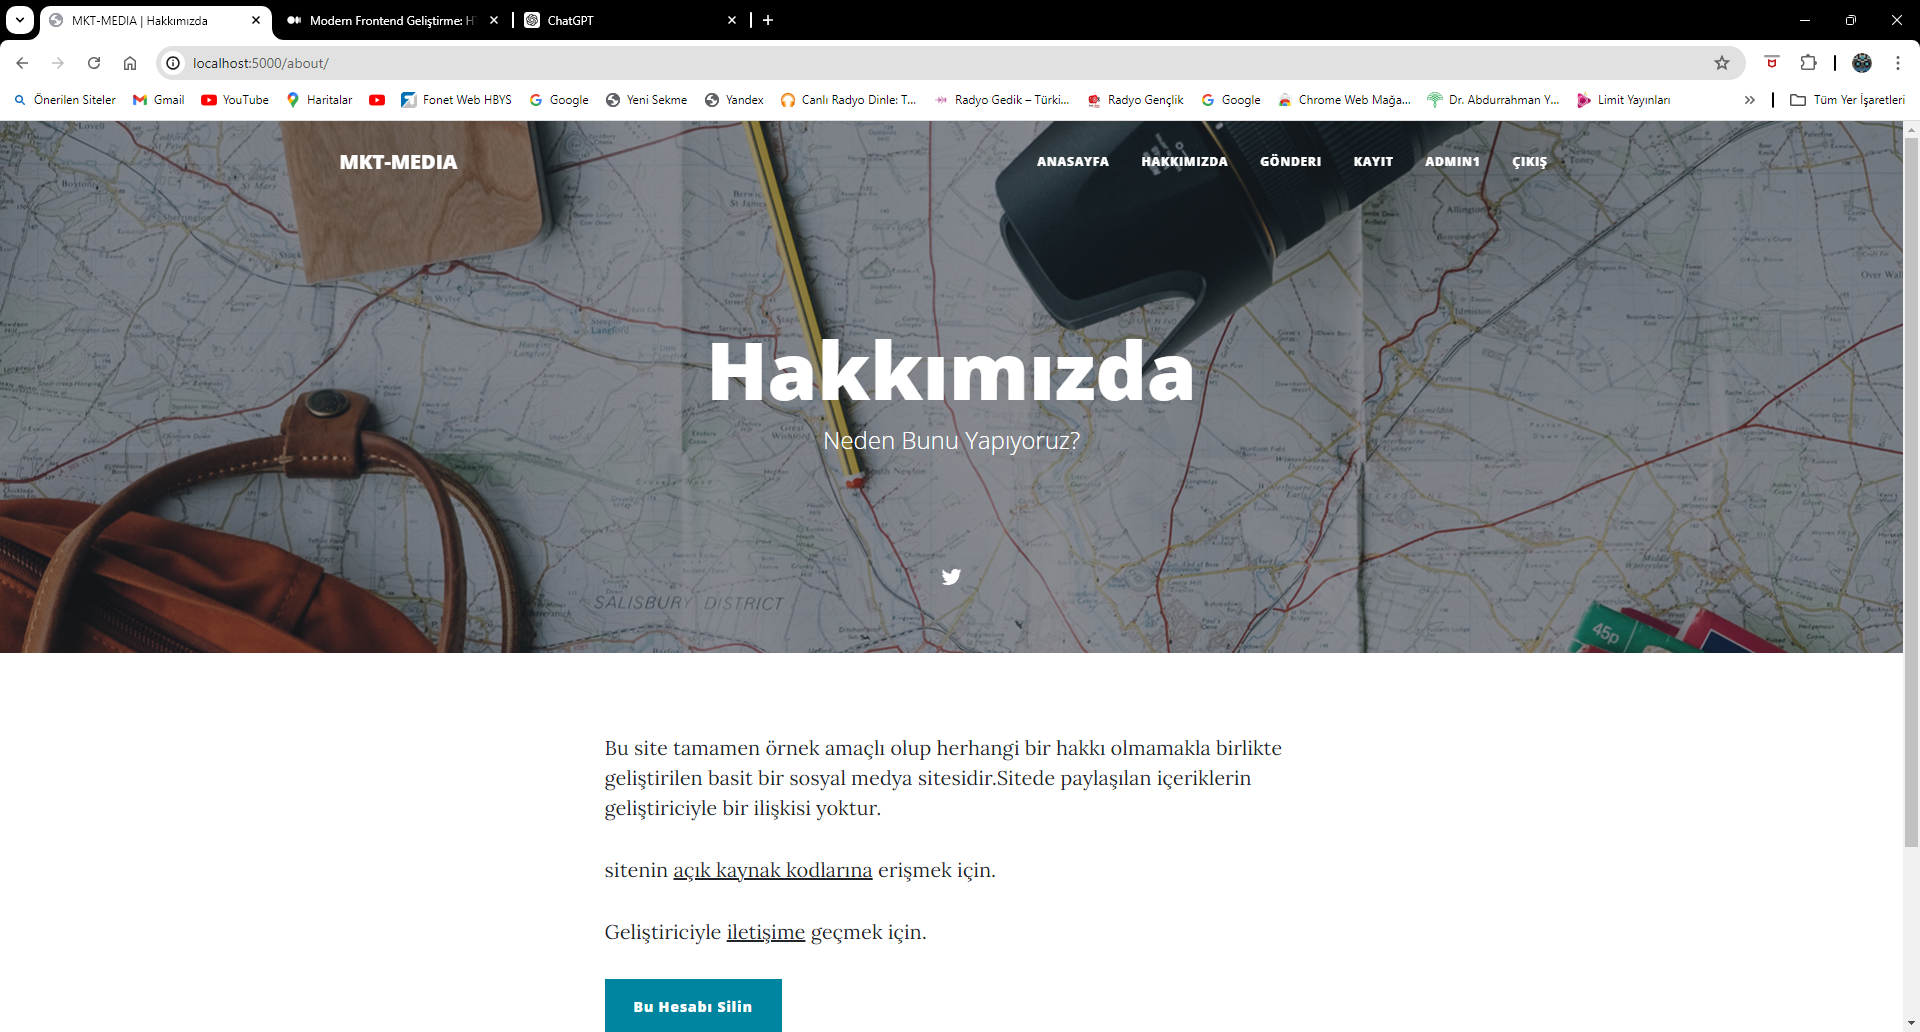 MKT-MEDIA | Hakkımızda
Modern Frontend Geliştirme: H
ChatGPT
localhost:5000/about/
Önerilen Siteler
Gmail
YouTube
Haritalar
Fonet Web HBYS
Google
Yeni Sekme
Yandex
Canlı Radyo Dinle: T...
Radyo Gedik – Türki...
Radyo Gençlik
Google
Chrome Web Mağa...
Dr. Abdurrahman Y...
Limit Yayınları
Tüm Yer İşaretleri
MKT-MEDIA
ANASAYFA
HAKKIMIZDA
GÖNDERI
KAYIT
ADMIN1
ÇIKIŞ
Hakkımızda
Neden Bunu Yapıyoruz?
SALISBURY DISTRICT
45p
Bu site tamamen örnek amaçlı olup herhangi bir hakkı olmamakla birlikte
geliştirilen basit bir sosyal medya sitesidir.Sitede paylaşılan içeriklerin
geliştiriciyle bir ilişkisi yoktur.
sitenin açık kaynak kodlarına erişmek için.
Geliştiriciyle iletişime geçmek için.
Bu Hesabı Silin